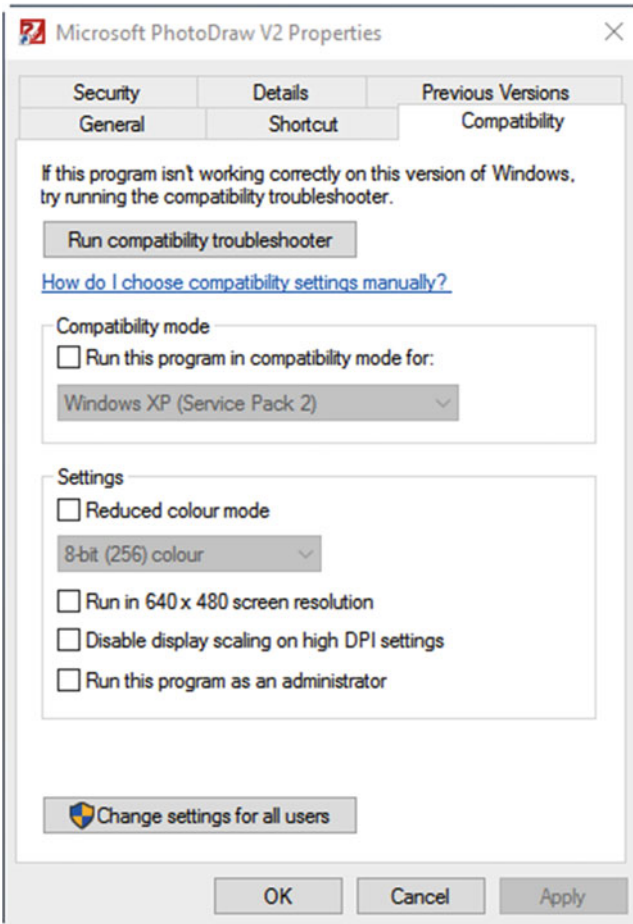 Microsoft PhotoDraw V2 Properties
Security Details Previous Versions
General Shortcut Compatibility
If this program isn't working correctly on this version of Windows,
try running the compatibility troubleshooter.
Run compatibility troubleshooter
How do I choose compatibility settings manually?
Compatibility mode
Run this program in compatibility mode for:
Windows XP (Service Pack 2)
Settings
Reduced colour mode
8-bit (256) colour
Run in 640 x 480 screen resolution
Disable display scaling on high DPI settings
Run this program as an administrator
Change settings for all users
OK Cancel Apply